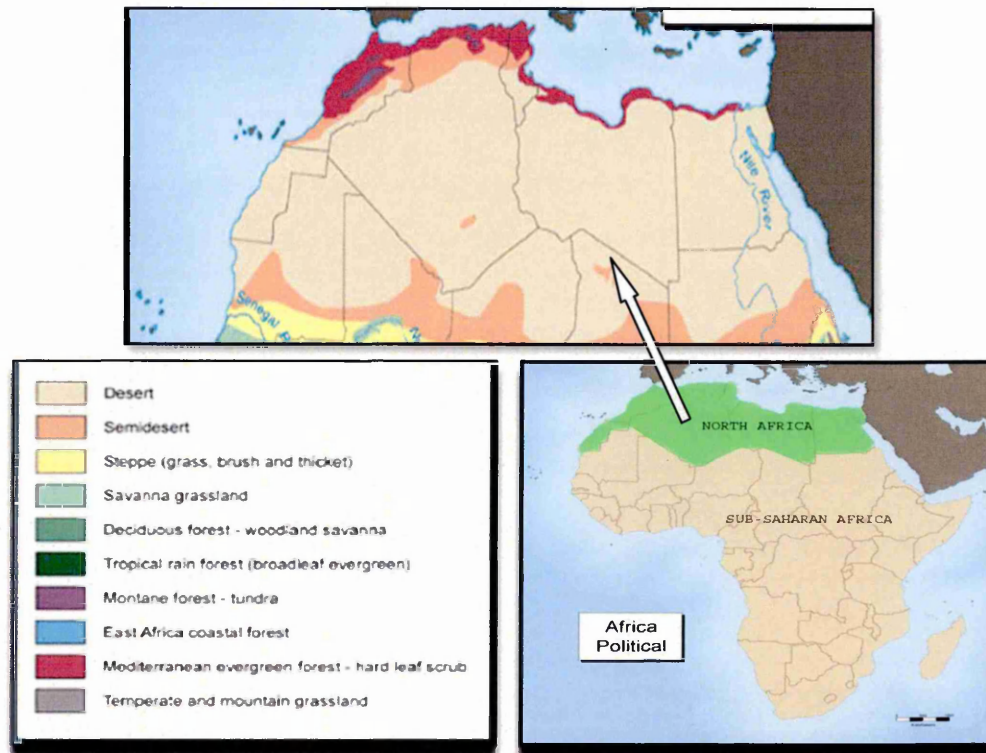 Nile River
Senegal R
Desert
Semidesert
Steppe (grass, brush and thicket)
Savanna grassland
Deciduous forest - woodland savanna
Tropical rain forest (broadleaf evergreen)
Montane forest - tundra
East Africa coastal forest
Mediterranean evergreen forest - hard leaf scrub
Temperate and mountain grassland
NORTH AFRICA
SUB-SAHARAN AFRICA
Africa
Political